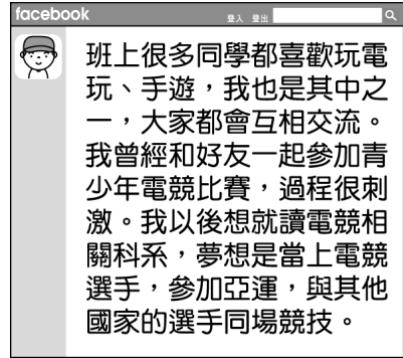 facebook
登入 登出
班上很多同學都喜歡玩電
玩、手遊,我也是其中之
一,大家都會互相交流。
我曾經和好友一起參加青
少年電競比賽,過程很刺
激。我以後想就讀電競相
關科系,夢想是當上電競
選手,參加亞運,與其他
國家的選手同場競技。